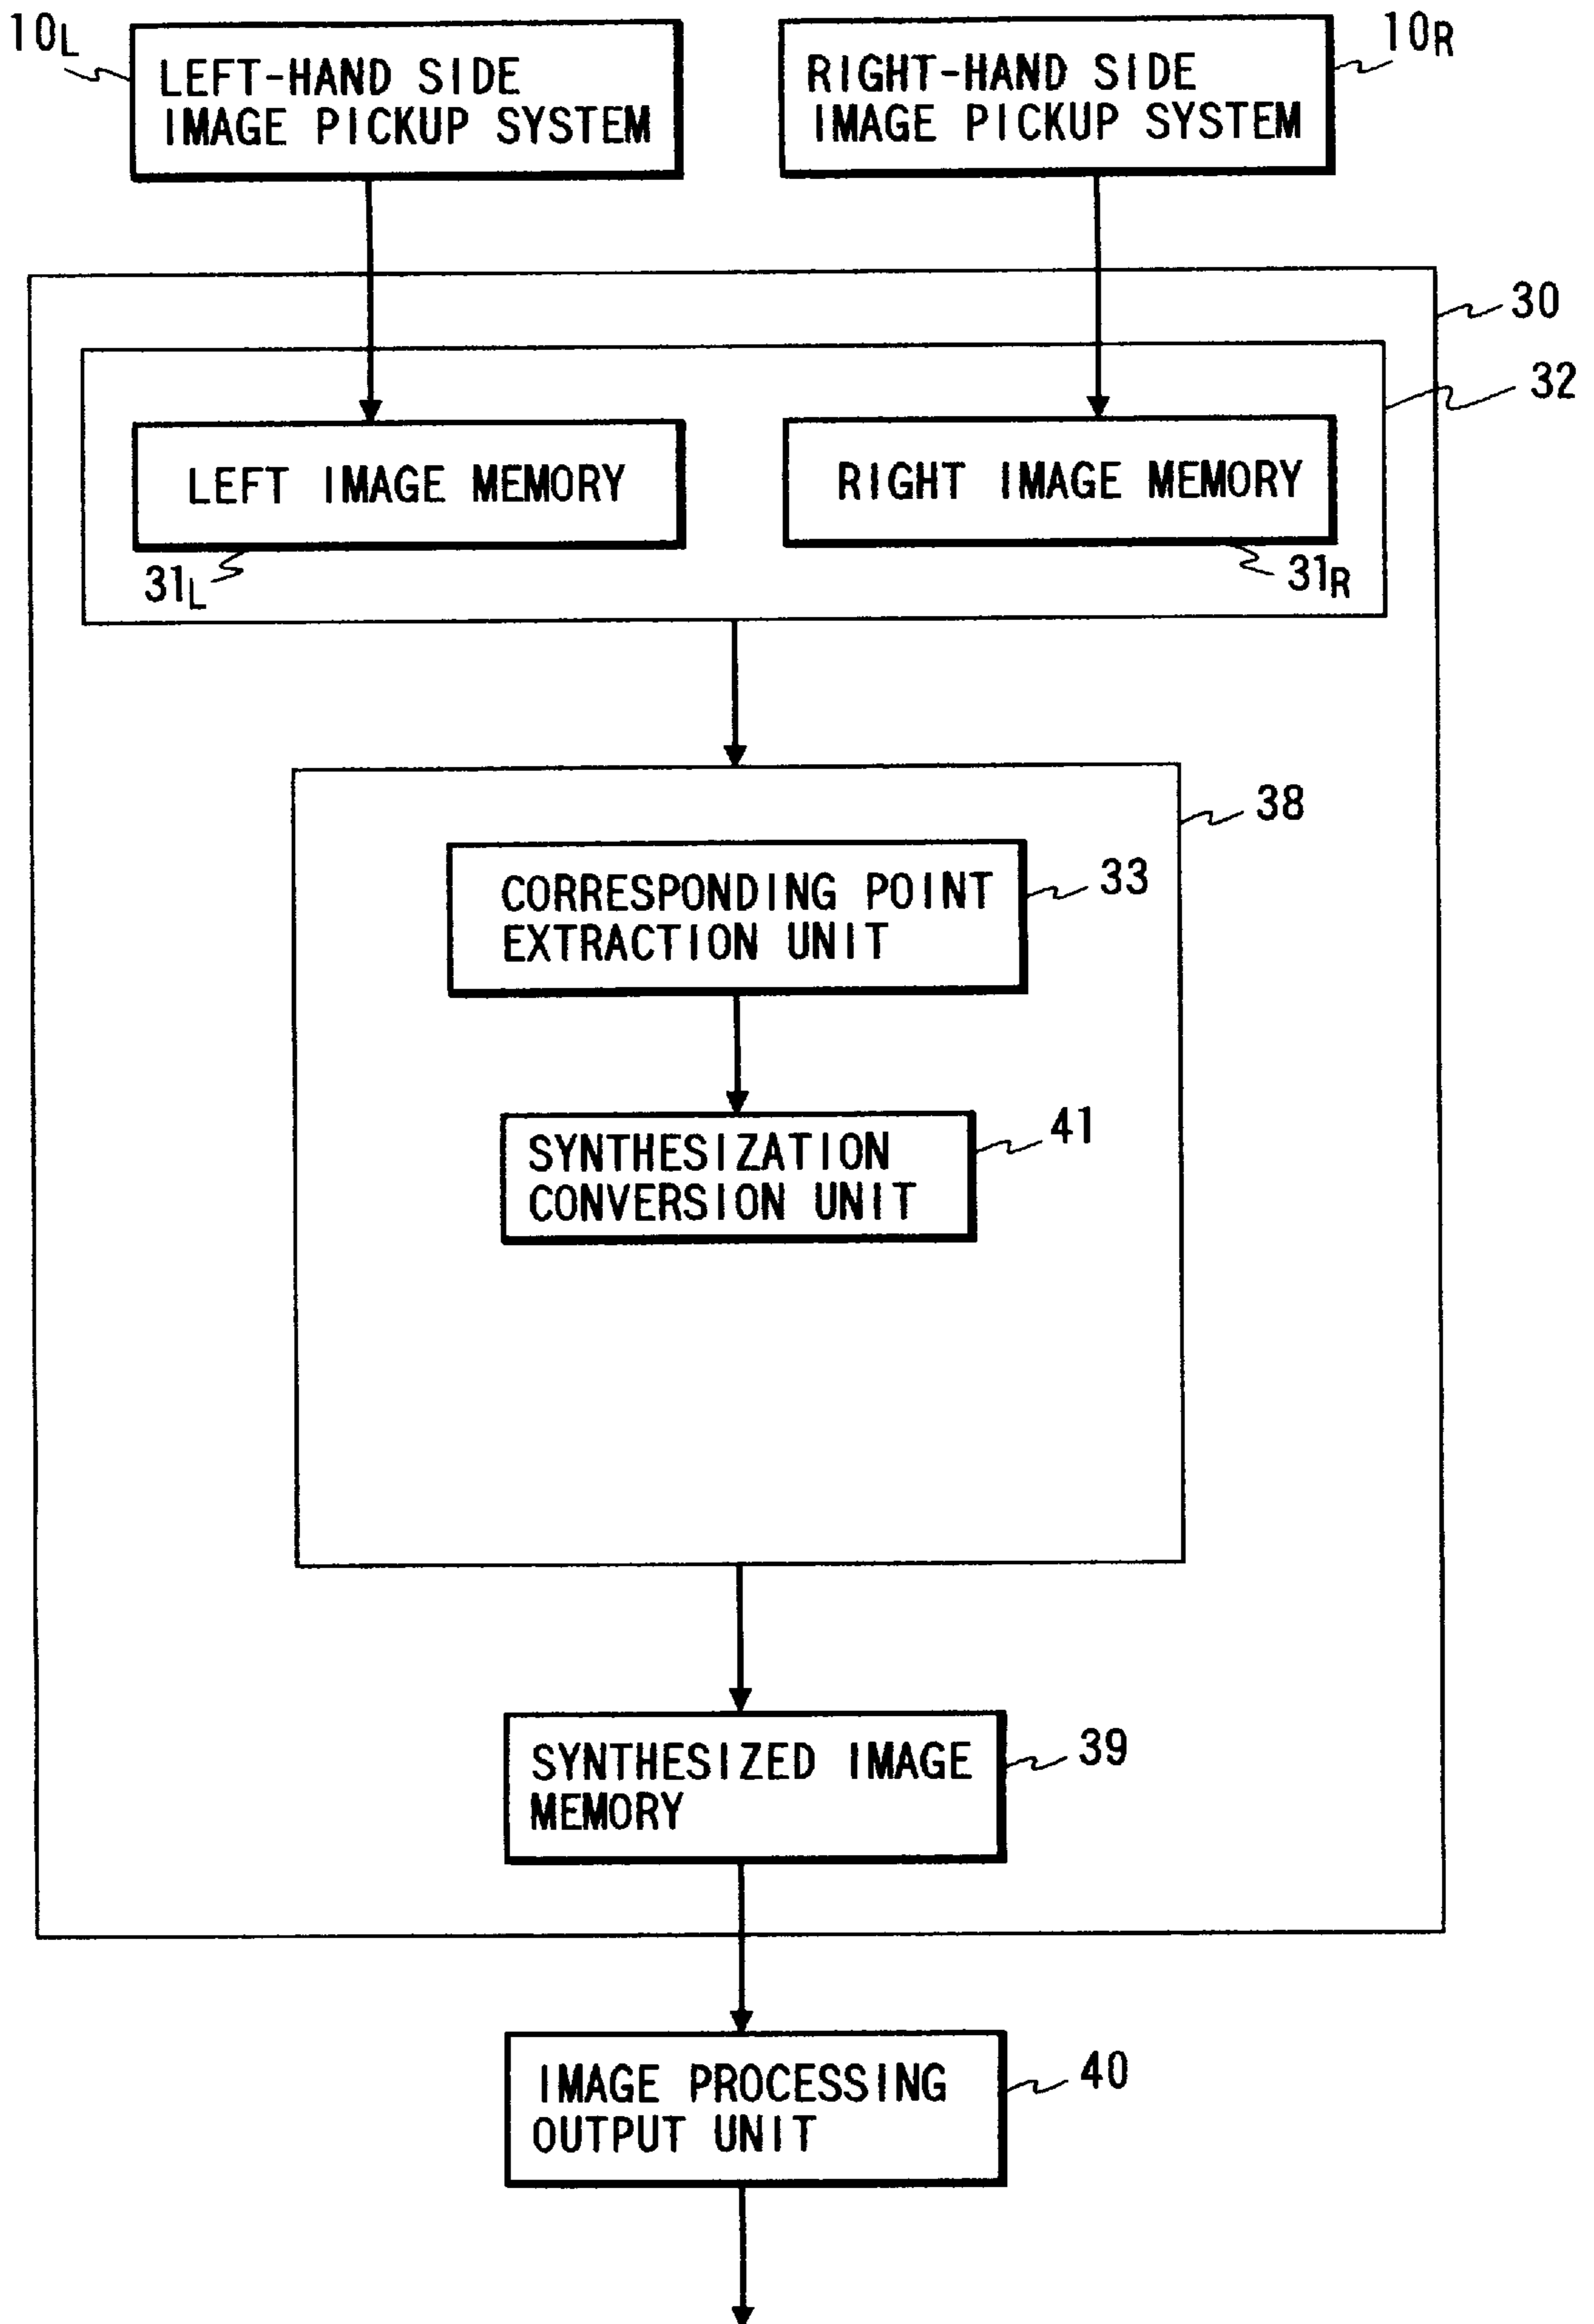 10L
LEFT-HAND SIDE
IMAGE PICKUP SYSTEM
RIGHT-HAND SIDE
IMAGE PICKUP SYSTEM
10R
30
32
LEFT IMAGE MEMORY
RIGHT IMAGE MEMORY
31L
31R
38
CORRESPONDING POINT
EXTRACTION UNIT
33
SYNTHESIZATION
CONVERSION UNIT
41
SYNTHESIZED IMAGE
MEMORY
39
IMAGE PROCESSING
OUTPUT UNIT
40